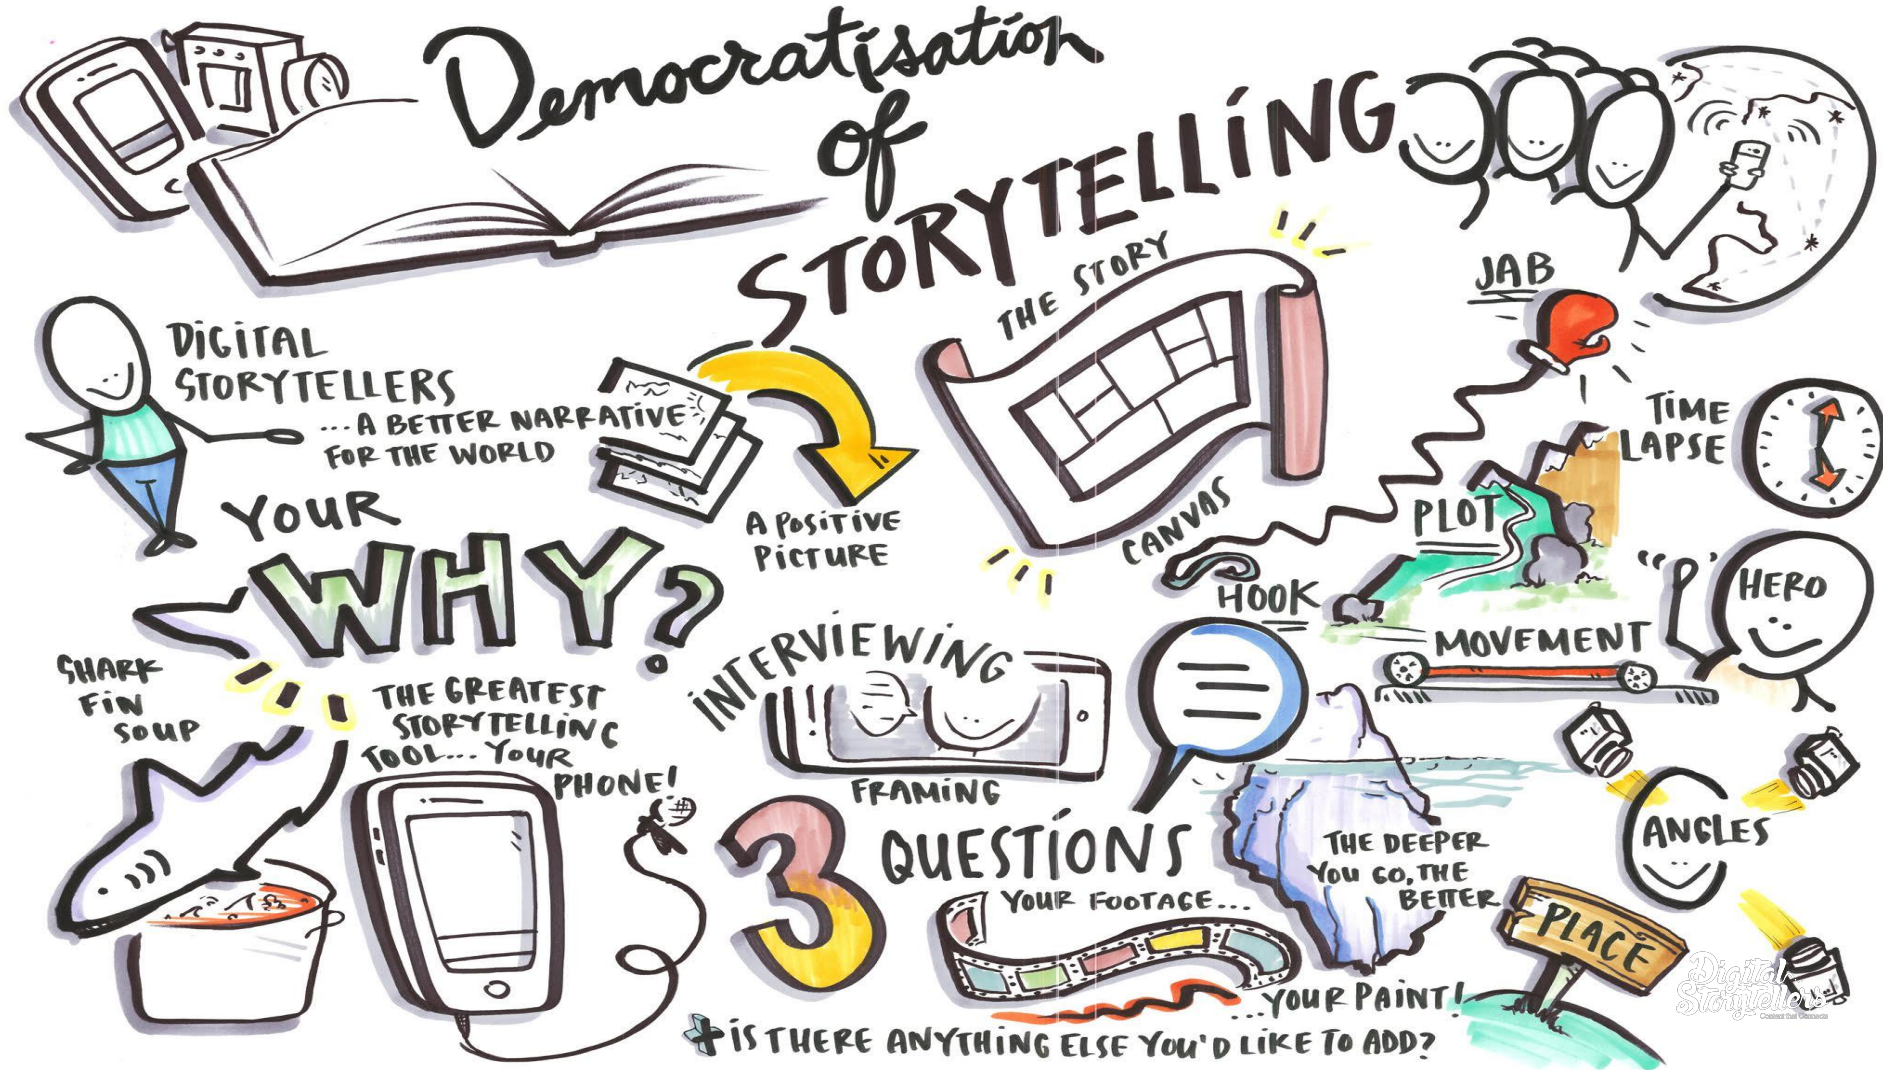 Democratisation
of
STORYTELLING
DIGITAL
STORYTELLERS
...A BETTER NARRATIVE
FOR THE WORLD
A POSITIVE
PICTURE
THE STORY
CANVAS
JAB
HOOK
PLOT
TIME
LAPSE
HERO
MOVEMENT
YOUR
WHY?
SHARK
FIN
SOUP
THE GREATEST
STORYTELLING
TOOL... YOUR
PHONE!
INTERVIEWING
FRAMING
3 QUESTIONS
YOUR FOOTAGE...
...YOUR PAINT!
+ IS THERE ANYTHING ELSE YOU'D LIKE TO ADD?
THE DEEPER
YOU GO, THE
BETTER
ANGLES
PLACE
Digital
Storytellers
Content that Connects